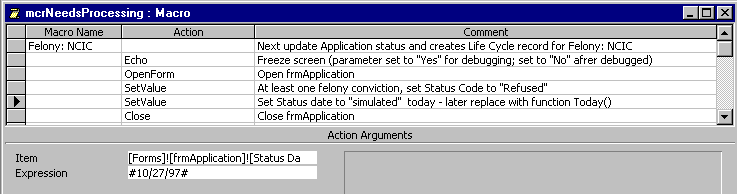 mcrNeedsProcessing : Macro
Macro Name Action Comment
Felony: NCIC Next update Application status and creates Life Cycle record for Felony: NCIC
Echo Freeze screen (parameter set to "Yes" for debugging; set to "No" afrer debugged)
OpenForm Open frmApplication
SetValue At least one felony conviction, set Status Code to "Refused"
SetValue Set Status date to "simulated" today - later replace with function Today()
Close Close frmApplication
Action Arguments
Item [Forms]![frmApplication]![Status Da
Expression #10/27/97#